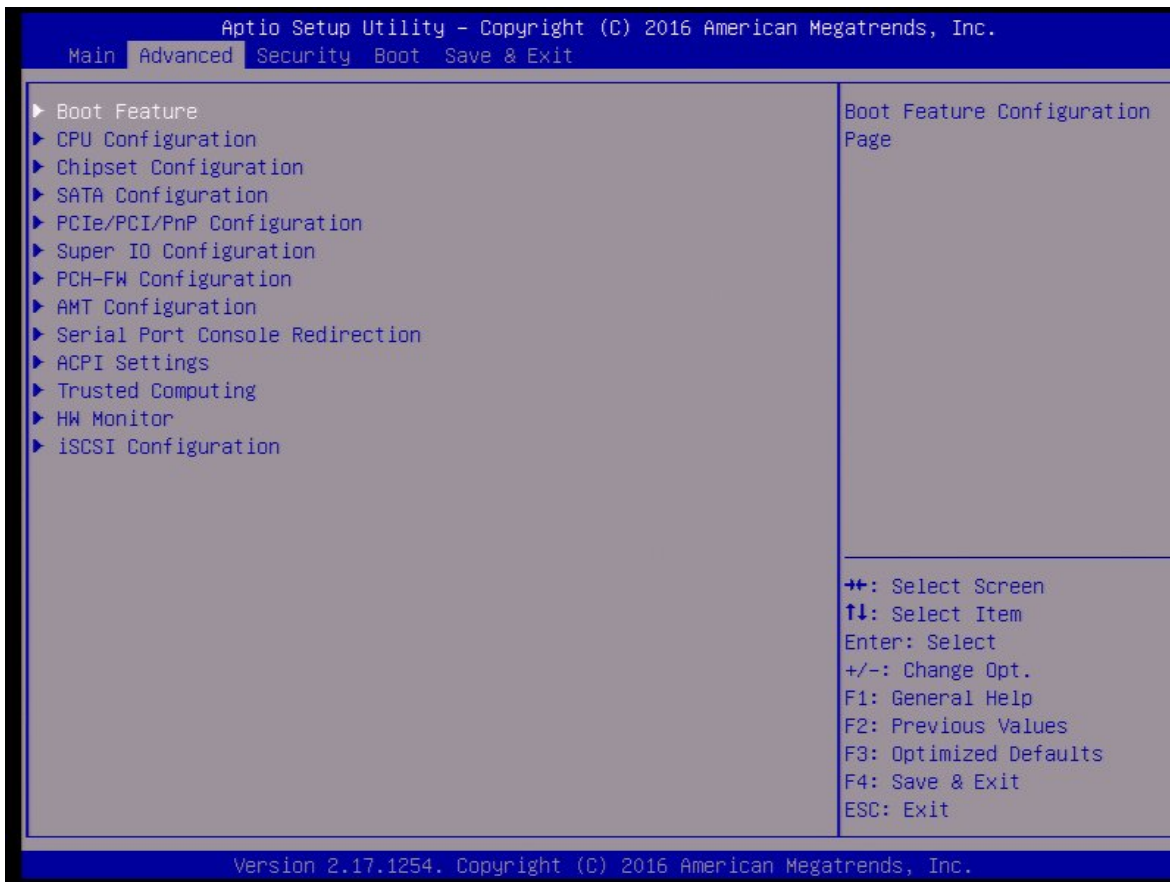 Aptio Setup Utility – Copyright (C) 2016 American Megatrends, Inc.
Main Advanced Security Boot Save & Exit
▶ Boot Feature
▶ CPU Configuration
▶ Chipset Configuration
▶ SATA Configuration
▶ PCIe/PCI/PnP Configuration
▶ Super IO Configuration
▶ PCH-FW Configuration
▶ AMT Configuration
▶ Serial Port Console Redirection
▶ ACPI Settings
▶ Trusted Computing
▶ HW Monitor
▶ iSCSI Configuration
Boot Feature Configuration
Page
→←: Select Screen
↑↓: Select Item
Enter: Select
+/-: Change Opt.
F1: General Help
F2: Previous Values
F3: Optimized Defaults
F4: Save & Exit
ESC: Exit
Version 2.17.1254. Copyright (C) 2016 American Megatrends, Inc.